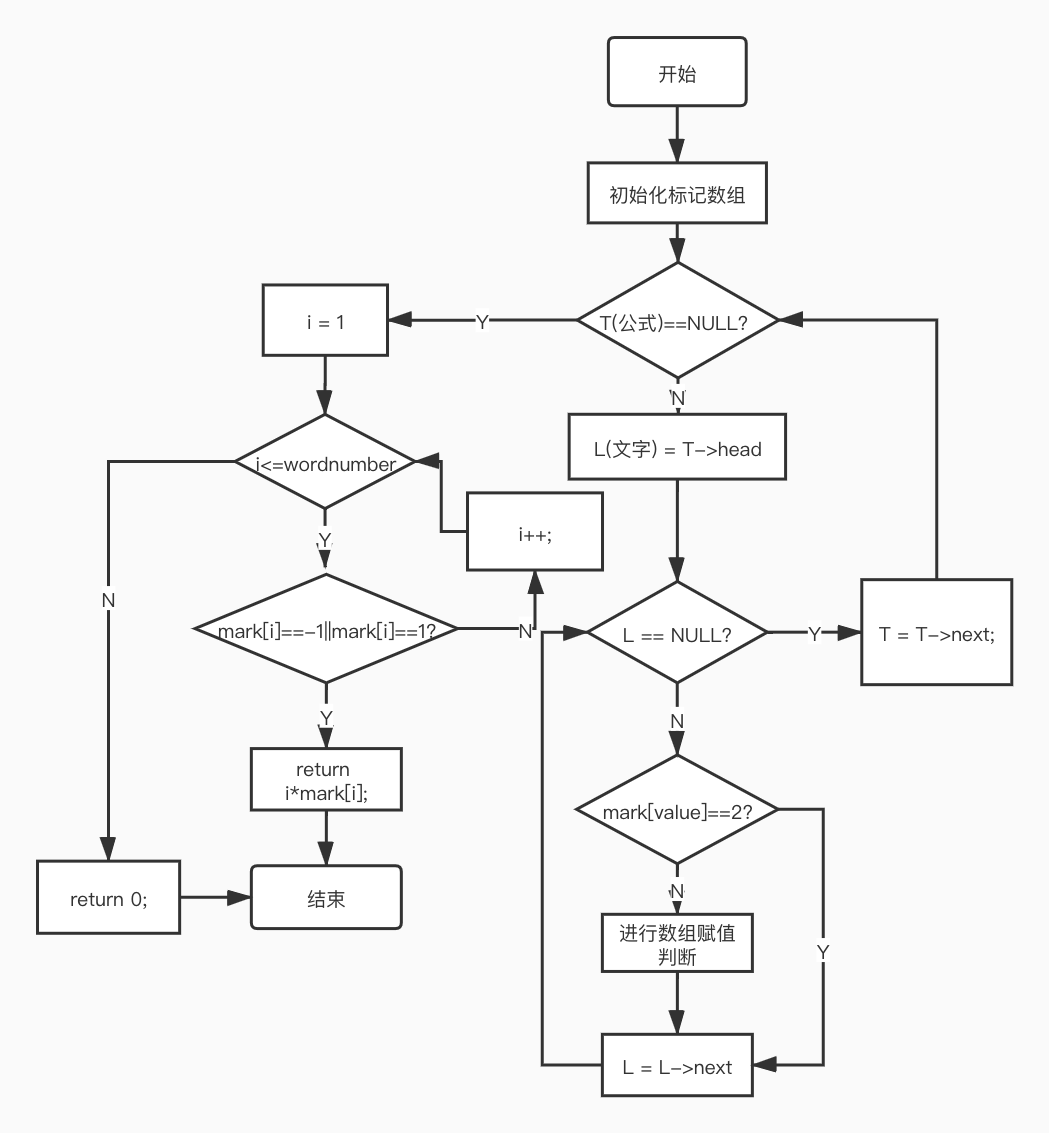 开始
初始化标记数组
T(公式)==NULL?
Y
i = 1
N
L(文字) = T->head
i<=wordnumber
i++;
Y
N
mark[i]==-1||mark[i]==1?
N
L == NULL?
Y
T = T->next;
Y
N
return
i*mark[i];
mark[value]==2?
return 0;
结束
N
进行数组赋值
判断
Y
L = L->next